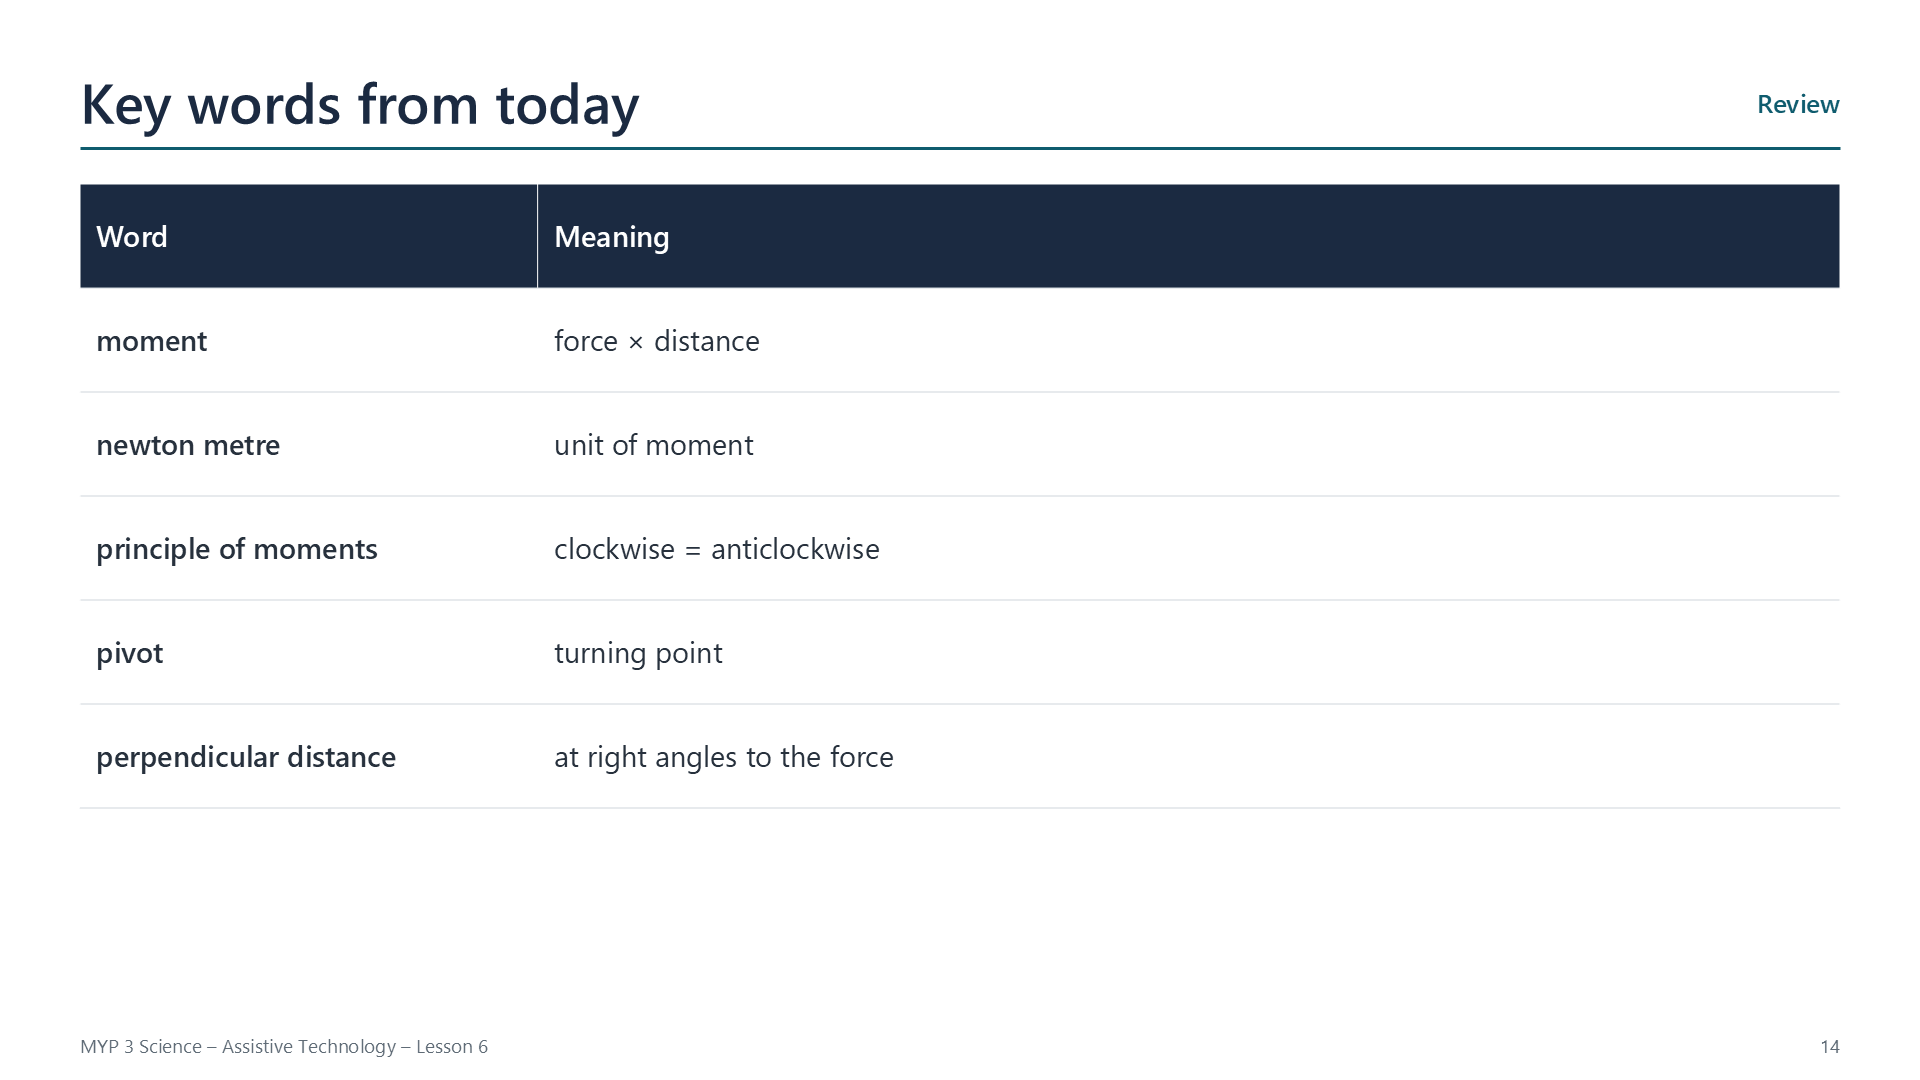 Key words from today
Review
Word
Meaning
moment
force × distance
newton metre
unit of moment
principle of moments
clockwise = anticlockwise
pivot
turning point
perpendicular distance
at right angles to the force
MYP 3 Science – Assistive Technology – Lesson 6
14